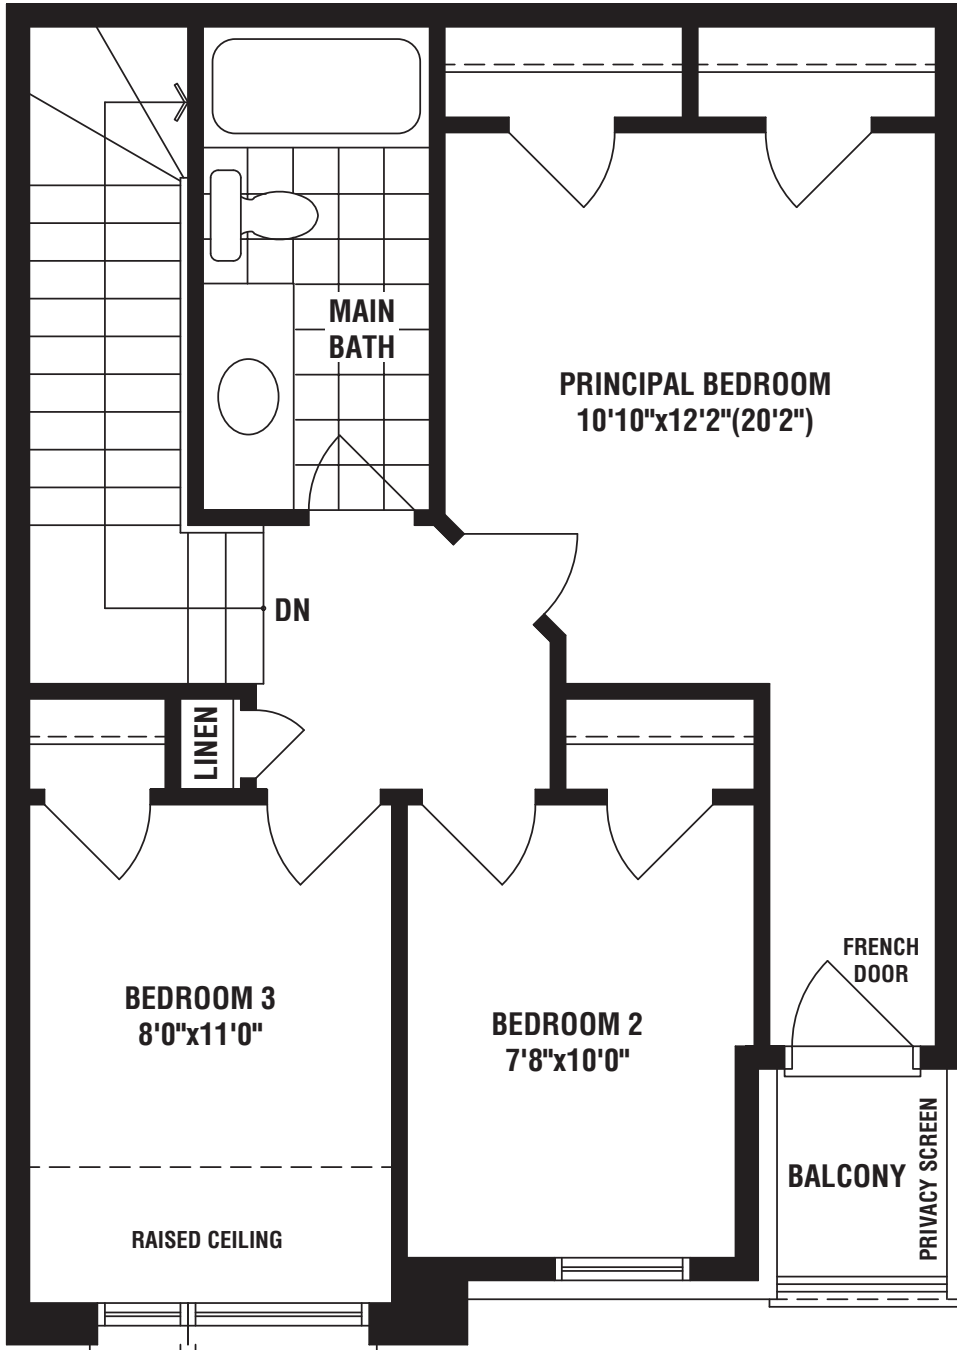 MAIN
BATH
PRINCIPAL BEDROOM
10'10"x12'2"(20'2")
DN
LINEN
FRENCH
DOOR
BEDROOM 3
8'0"x11'0"
BEDROOM 2
7'8"x10'0"
BALCONY
PRIVACY SCREEN
RAISED CEILING